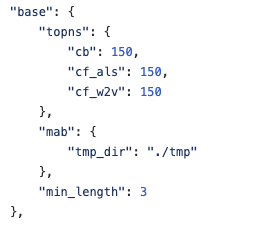 "base": {
    "topns": {
        "cb": 150,
        "cf_als": 150,
        "cf_w2v": 150
    },
    "mab": {
        "tmp_dir": "./tmp"
    },
    "min_length": 3
},